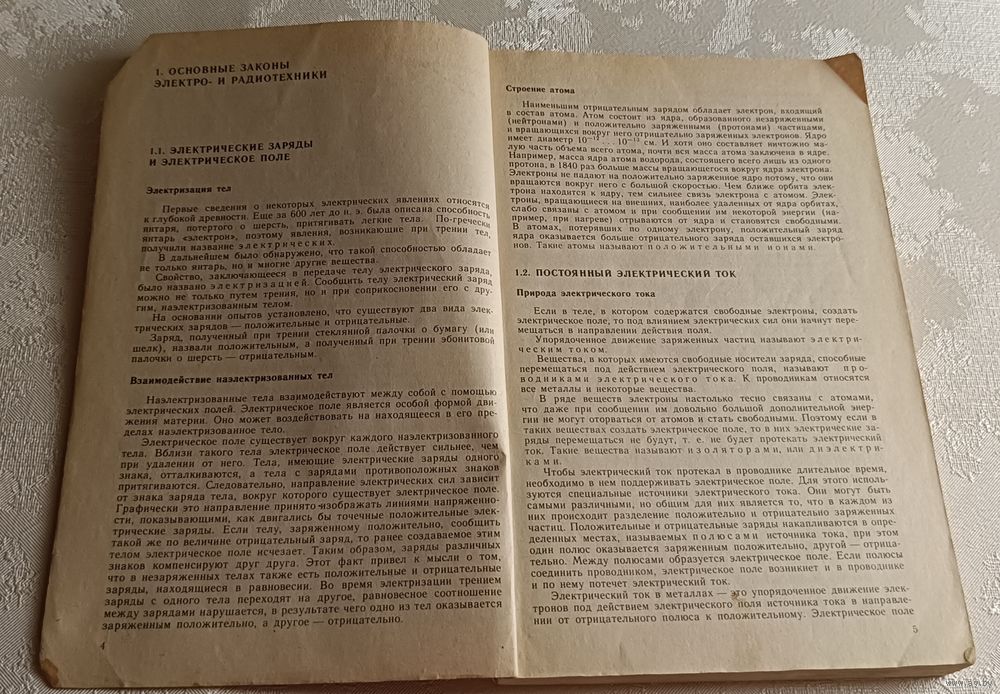 1. ОСНОВНЫЕ ЗАКОНЫ
ЭЛЕКТРО- И РАДИОТЕХНИКИ
1.1. ЭЛЕКТРИЧЕСКИЕ ЗАРЯДЫ
И ЭЛЕКТРИЧЕСКОЕ ПОЛЕ
Электризация тел
Первые сведения о некоторых электрических явлениях относятся
к глубокой древности. Еще за 600 лет до н. э. была описана способность
янтаря, потертого о шерсть, притягивать легкие тела. По-гречески
янтарь «электрон», поэтому явления, возникающие при трении тел,
получили название электрических.
В дальнейшем было обнаружено, что такой способностью обладает
не только янтарь, но и многие другие вещества.
Свойство, заключающееся в передаче телу электрического заряда,
было названо электризацией. Сообщить телу электрический заряд
можно не только путем трения, но и при соприкосновении его с дру-
гим, наэлектризованным телом.
На основании опытов установлено, что существуют два вида элек-
трических зарядов — положительные и отрицательные.
Заряд, полученный при трении стеклянной палочки о бумагу (или
шелк), назвали положительным, а полученный при трении эбонитовой
палочки о шерсть — отрицательным.
Взаимодействие наэлектризованных тел
Наэлектризованные тела взаимодействуют между собой с помощью
электрических полей. Электрическое поле является особой формой дви-
жения материи. Оно может воздействовать на находящееся в его пре-
делах наэлектризованное тело.
Электрическое поле существует вокруг каждого наэлектризованного
тела. Вблизи такого тела электрическое поле действует сильнее, чем
при удалении от него. Тела, имеющие электрические заряды одного
знака, отталкиваются, а тела с зарядами противоположных знаков
притягиваются. Следовательно, направление электрических сил зависит
от знака заряда тела, вокруг которого существует электрическое поле.
Графически это направление принято изображать линиями напряженно-
сти, показывающими, как двигались бы точечные положительные элек-
трические заряды. Если телу, заряженному положительно, сообщить
такой же по величине отрицательный заряд, то ранее создаваемое этим
телом электрическое поле исчезает. Таким образом, заряды различных
знаков компенсируют друг друга. Этот факт привел к мысли о том,
что в незаряженных телах также есть положительные и отрицательные
заряды, находящиеся в равновесии. Во время электризации трением
заряды с одного тела переходят на другое, равновесное соотношение
между зарядами нарушается, в результате чего одно из тел оказывается
заряженным положительно, а другое — отрицательно.
4
Строение атома
Наименьшим отрицательным зарядом обладает электрон, входящий
в состав атома. Атом состоит из ядра, образованного незаряженными
(нейтронами) и положительно заряженными (протонами) частицами,
и вращающихся вокруг него отрицательно заряженных электронов. Ядро
имеет диаметр 10⁻¹² ... 10⁻¹³ см. И хотя оно составляет ничтожно ма-
лую часть объема всего атома, почти вся масса атома заключена в ядре.
Например, масса ядра атома водорода, состоящего всего лишь из одного
протона, в 1840 раз больше массы вращающегося вокруг ядра электрона.
Электроны не падают на положительно заряженное ядро потому, что они
вращаются вокруг него с большой скоростью. Чем ближе орбита элек-
трона находится к ядру, тем сильнее связь электрона с атомом. Элек-
троны, вращающиеся на внешних, наиболее удаленных от ядра орбитах,
слабо связаны с атомом и при сообщении им некоторой энергии (на-
пример, при нагреве) отрываются от ядра и становятся свободными.
В атомах, потерявших по одному электрону, положительный заряд
ядра оказывается больше отрицательного заряда оставшихся электро-
нов. Такие атомы называют положительными ионами.
1.2. ПОСТОЯННЫЙ ЭЛЕКТРИЧЕСКИЙ ТОК
Природа электрического тока
Если в теле, в котором содержатся свободные электроны, создать
электрическое поле, то под влиянием электрических сил они начнут пере-
мещаться в направлении действия поля.
Упорядоченное движение заряженных частиц называют электри-
ческим током.
Вещества, в которых имеются свободные носители заряда, способные
перемещаться под действием электрического поля, называют про-
водниками электрического тока. К проводникам относятся
все металлы и некоторые вещества.
В ряде веществ электроны настолько тесно связаны с атомами,
что даже при сообщении им довольно большой дополнительной энер-
гии не могут оторваться от атомов и стать свободными. Поэтому если в
таких веществах создать электрическое поле, то в них электрические за-
ряды перемещаться не будут, т. е. не будет протекать электрический
ток. Такие вещества называют изоляторами, или диэлектри-
ками.
Чтобы электрический ток протекал в проводнике длительное время,
необходимо в нем поддерживать электрическое поле. Для этого исполь-
зуются специальные источники электрического тока. Они могут быть
самыми различными, но общим для них является то, что в каждом из
них происходит разделение положительно и отрицательно заряженных
частиц. Положительные и отрицательные заряды накапливаются в опре-
деленных местах, называемых полюсами источника тока, при этом
один полюс оказывается заряженным положительно, другой — отрица-
тельно. Между полюсами образуется электрическое поле. Если полюсы
соединить проводником, электрическое поле возникнет и в проводнике
и по нему потечет электрический ток.
Электрический ток в металлах — это упорядоченное движение элек-
тронов под действием электрического поля источника тока в направле-
нии от отрицательного полюса к положительному. Электрическое поле
5
www.ay.by